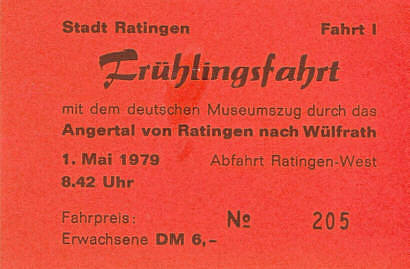 Stadt Ratingen Fahrt I
Frühlingsfahrt
mit dem deutschen Museumszug durch das
Angertal von Ratingen nach Wülfrath
1. Mai 1979 Abfahrt Ratingen-West
8.42 Uhr
Fahrpreis: № 205
Erwachsene DM 6,–